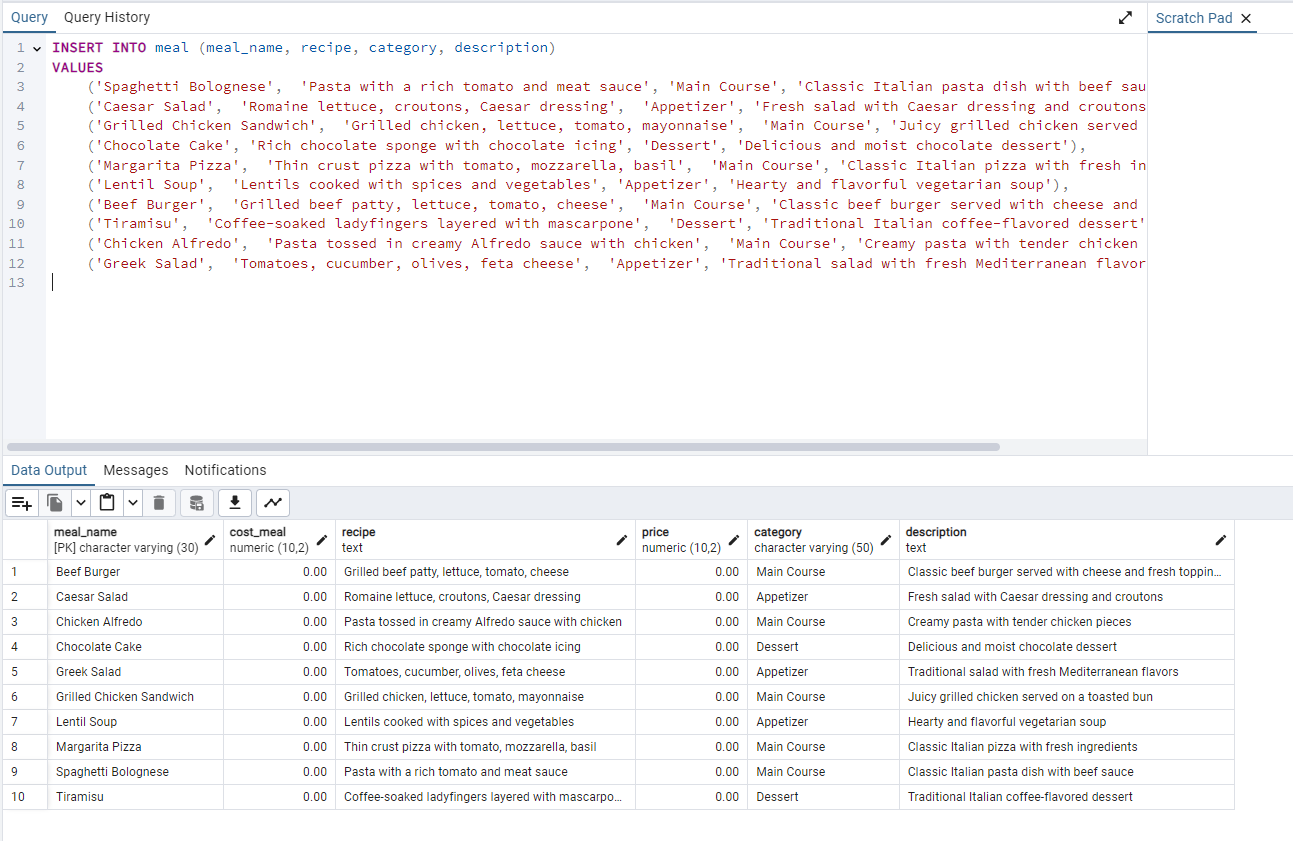 Query Query History Scratch Pad
1 INSERT INTO meal (meal_name, recipe, category, description)
2 VALUES
3 ('Spaghetti Bolognese', 'Pasta with a rich tomato and meat sauce', 'Main Course', 'Classic Italian pasta dish with beef sau
4 ('Caesar Salad', 'Romaine lettuce, croutons, Caesar dressing', 'Appetizer', 'Fresh salad with Caesar dressing and croutons
5 ('Grilled Chicken Sandwich', 'Grilled chicken, lettuce, tomato, mayonnaise', 'Main Course', 'Juicy grilled chicken served
6 ('Chocolate Cake', 'Rich chocolate sponge with chocolate icing', 'Dessert', 'Delicious and moist chocolate dessert'),
7 ('Margarita Pizza', 'Thin crust pizza with tomato, mozzarella, basil', 'Main Course', 'Classic Italian pizza with fresh in
8 ('Lentil Soup', 'Lentils cooked with spices and vegetables', 'Appetizer', 'Hearty and flavorful vegetarian soup'),
9 ('Beef Burger', 'Grilled beef patty, lettuce, tomato, cheese', 'Main Course', 'Classic beef burger served with cheese and
10 ('Tiramisu', 'Coffee-soaked ladyfingers layered with mascarpone', 'Dessert', 'Traditional Italian coffee-flavored dessert'
11 ('Chicken Alfredo', 'Pasta tossed in creamy Alfredo sauce with chicken', 'Main Course', 'Creamy pasta with tender chicken
12 ('Greek Salad', 'Tomatoes, cucumber, olives, feta cheese', 'Appetizer', 'Traditional salad with fresh Mediterranean flavor
13
Data Output Messages Notifications
meal_name cost_meal recipe price category description
[PK] character varying (30) numeric (10,2) text numeric (10,2) character varying (50) text
1 Beef Burger 0.00 Grilled beef patty, lettuce, tomato, cheese 0.00 Main Course Classic beef burger served with cheese and fresh toppin...
2 Caesar Salad 0.00 Romaine lettuce, croutons, Caesar dressing 0.00 Appetizer Fresh salad with Caesar dressing and croutons
3 Chicken Alfredo 0.00 Pasta tossed in creamy Alfredo sauce with chicken 0.00 Main Course Creamy pasta with tender chicken pieces
4 Chocolate Cake 0.00 Rich chocolate sponge with chocolate icing 0.00 Dessert Delicious and moist chocolate dessert
5 Greek Salad 0.00 Tomatoes, cucumber, olives, feta cheese 0.00 Appetizer Traditional salad with fresh Mediterranean flavors
6 Grilled Chicken Sandwich 0.00 Grilled chicken, lettuce, tomato, mayonnaise 0.00 Main Course Juicy grilled chicken served on a toasted bun
7 Lentil Soup 0.00 Lentils cooked with spices and vegetables 0.00 Appetizer Hearty and flavorful vegetarian soup
8 Margarita Pizza 0.00 Thin crust pizza with tomato, mozzarella, basil 0.00 Main Course Classic Italian pizza with fresh ingredients
9 Spaghetti Bolognese 0.00 Pasta with a rich tomato and meat sauce 0.00 Main Course Classic Italian pasta dish with beef sauce
10 Tiramisu 0.00 Coffee-soaked ladyfingers layered with mascarpo... 0.00 Dessert Traditional Italian coffee-flavored dessert